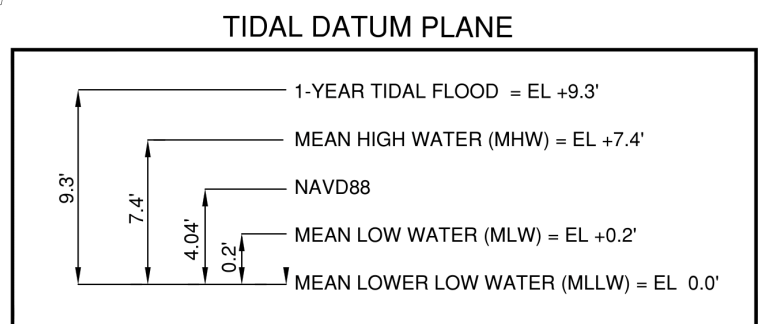 TIDAL DATUM PLANE
1-YEAR TIDAL FLOOD = EL +9.3'
MEAN HIGH WATER (MHW) = EL +7.4'
NAVD88
MEAN LOW WATER (MLW) = EL +0.2'
MEAN LOWER LOW WATER (MLLW) = EL 0.0'
9.3'
7.4'
4.04'
0.2'